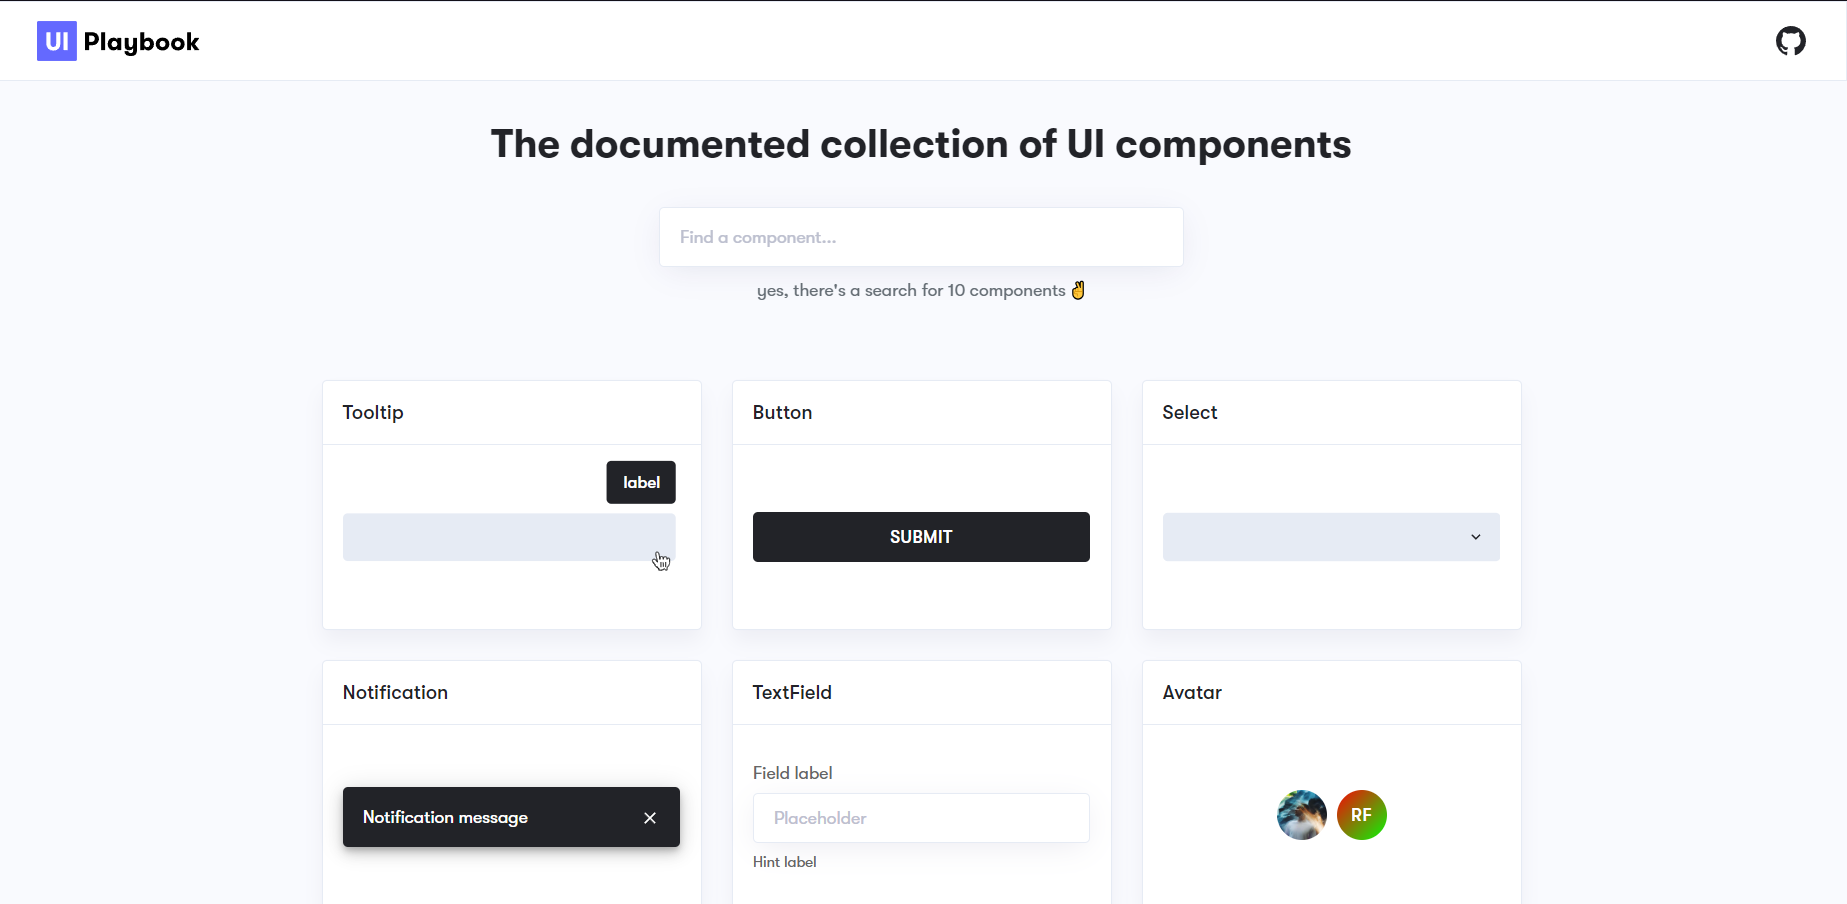 UI Playbook
The documented collection of UI components
Find a component...
yes, there's a search for 10 components ✌
Tooltip
Button
Select
label
SUBMIT
Notification
TextField
Avatar
Field label
Notification message
Placeholder
RF
Hint label